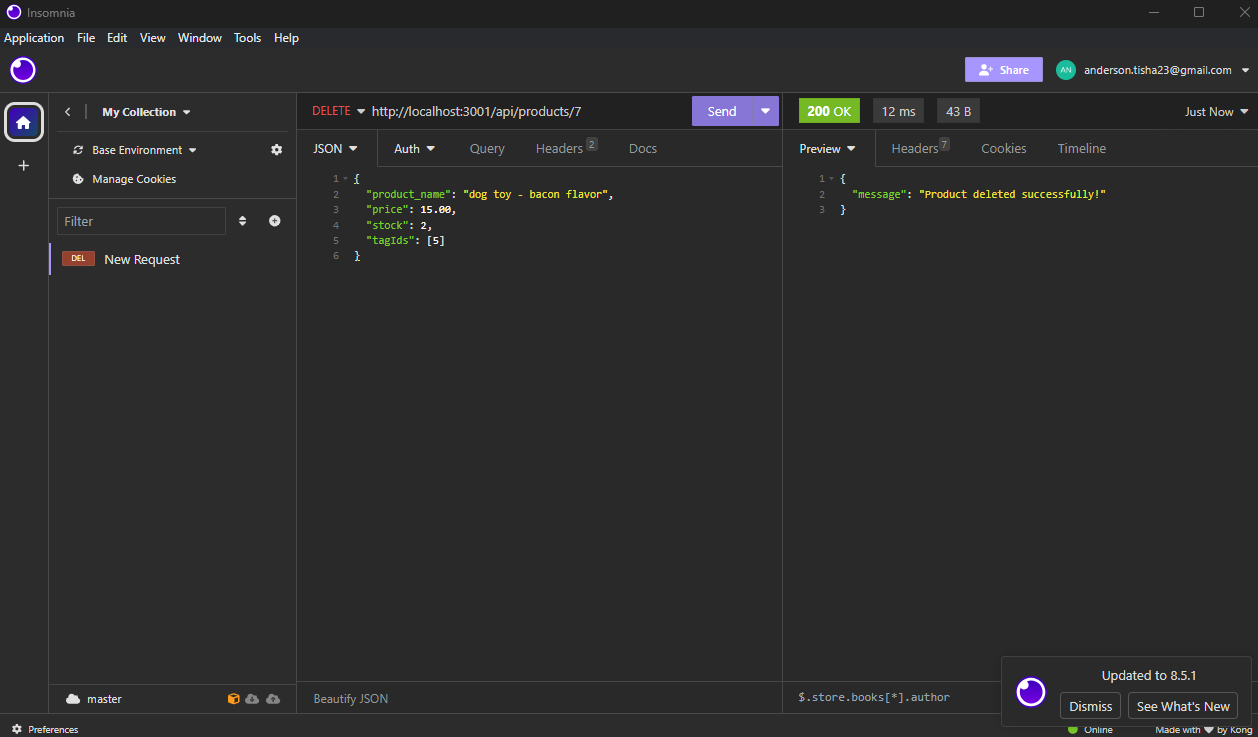 Insomnia
Application File Edit View Window Tools Help
Share AN anderson.tisha23@gmail.com
My Collection
DELETE http://localhost:3001/api/products/7 Send
200 OK 12 ms 43 B Just Now
Base Environment
Manage Cookies
Filter
DEL New Request
JSON Auth Query Headers 2 Docs
1 {
2 "product_name": "dog toy - bacon flavor",
3 "price": 15.00,
4 "stock": 2,
5 "tagIds": [5]
6 }
Preview Headers 7 Cookies Timeline
1 {
2 "message": "Product deleted successfully!"
3 }
master
Beautify JSON
$.store.books[*].author
Updated to 8.5.1
Dismiss See What's New
Preferences
Online Made with by Kong